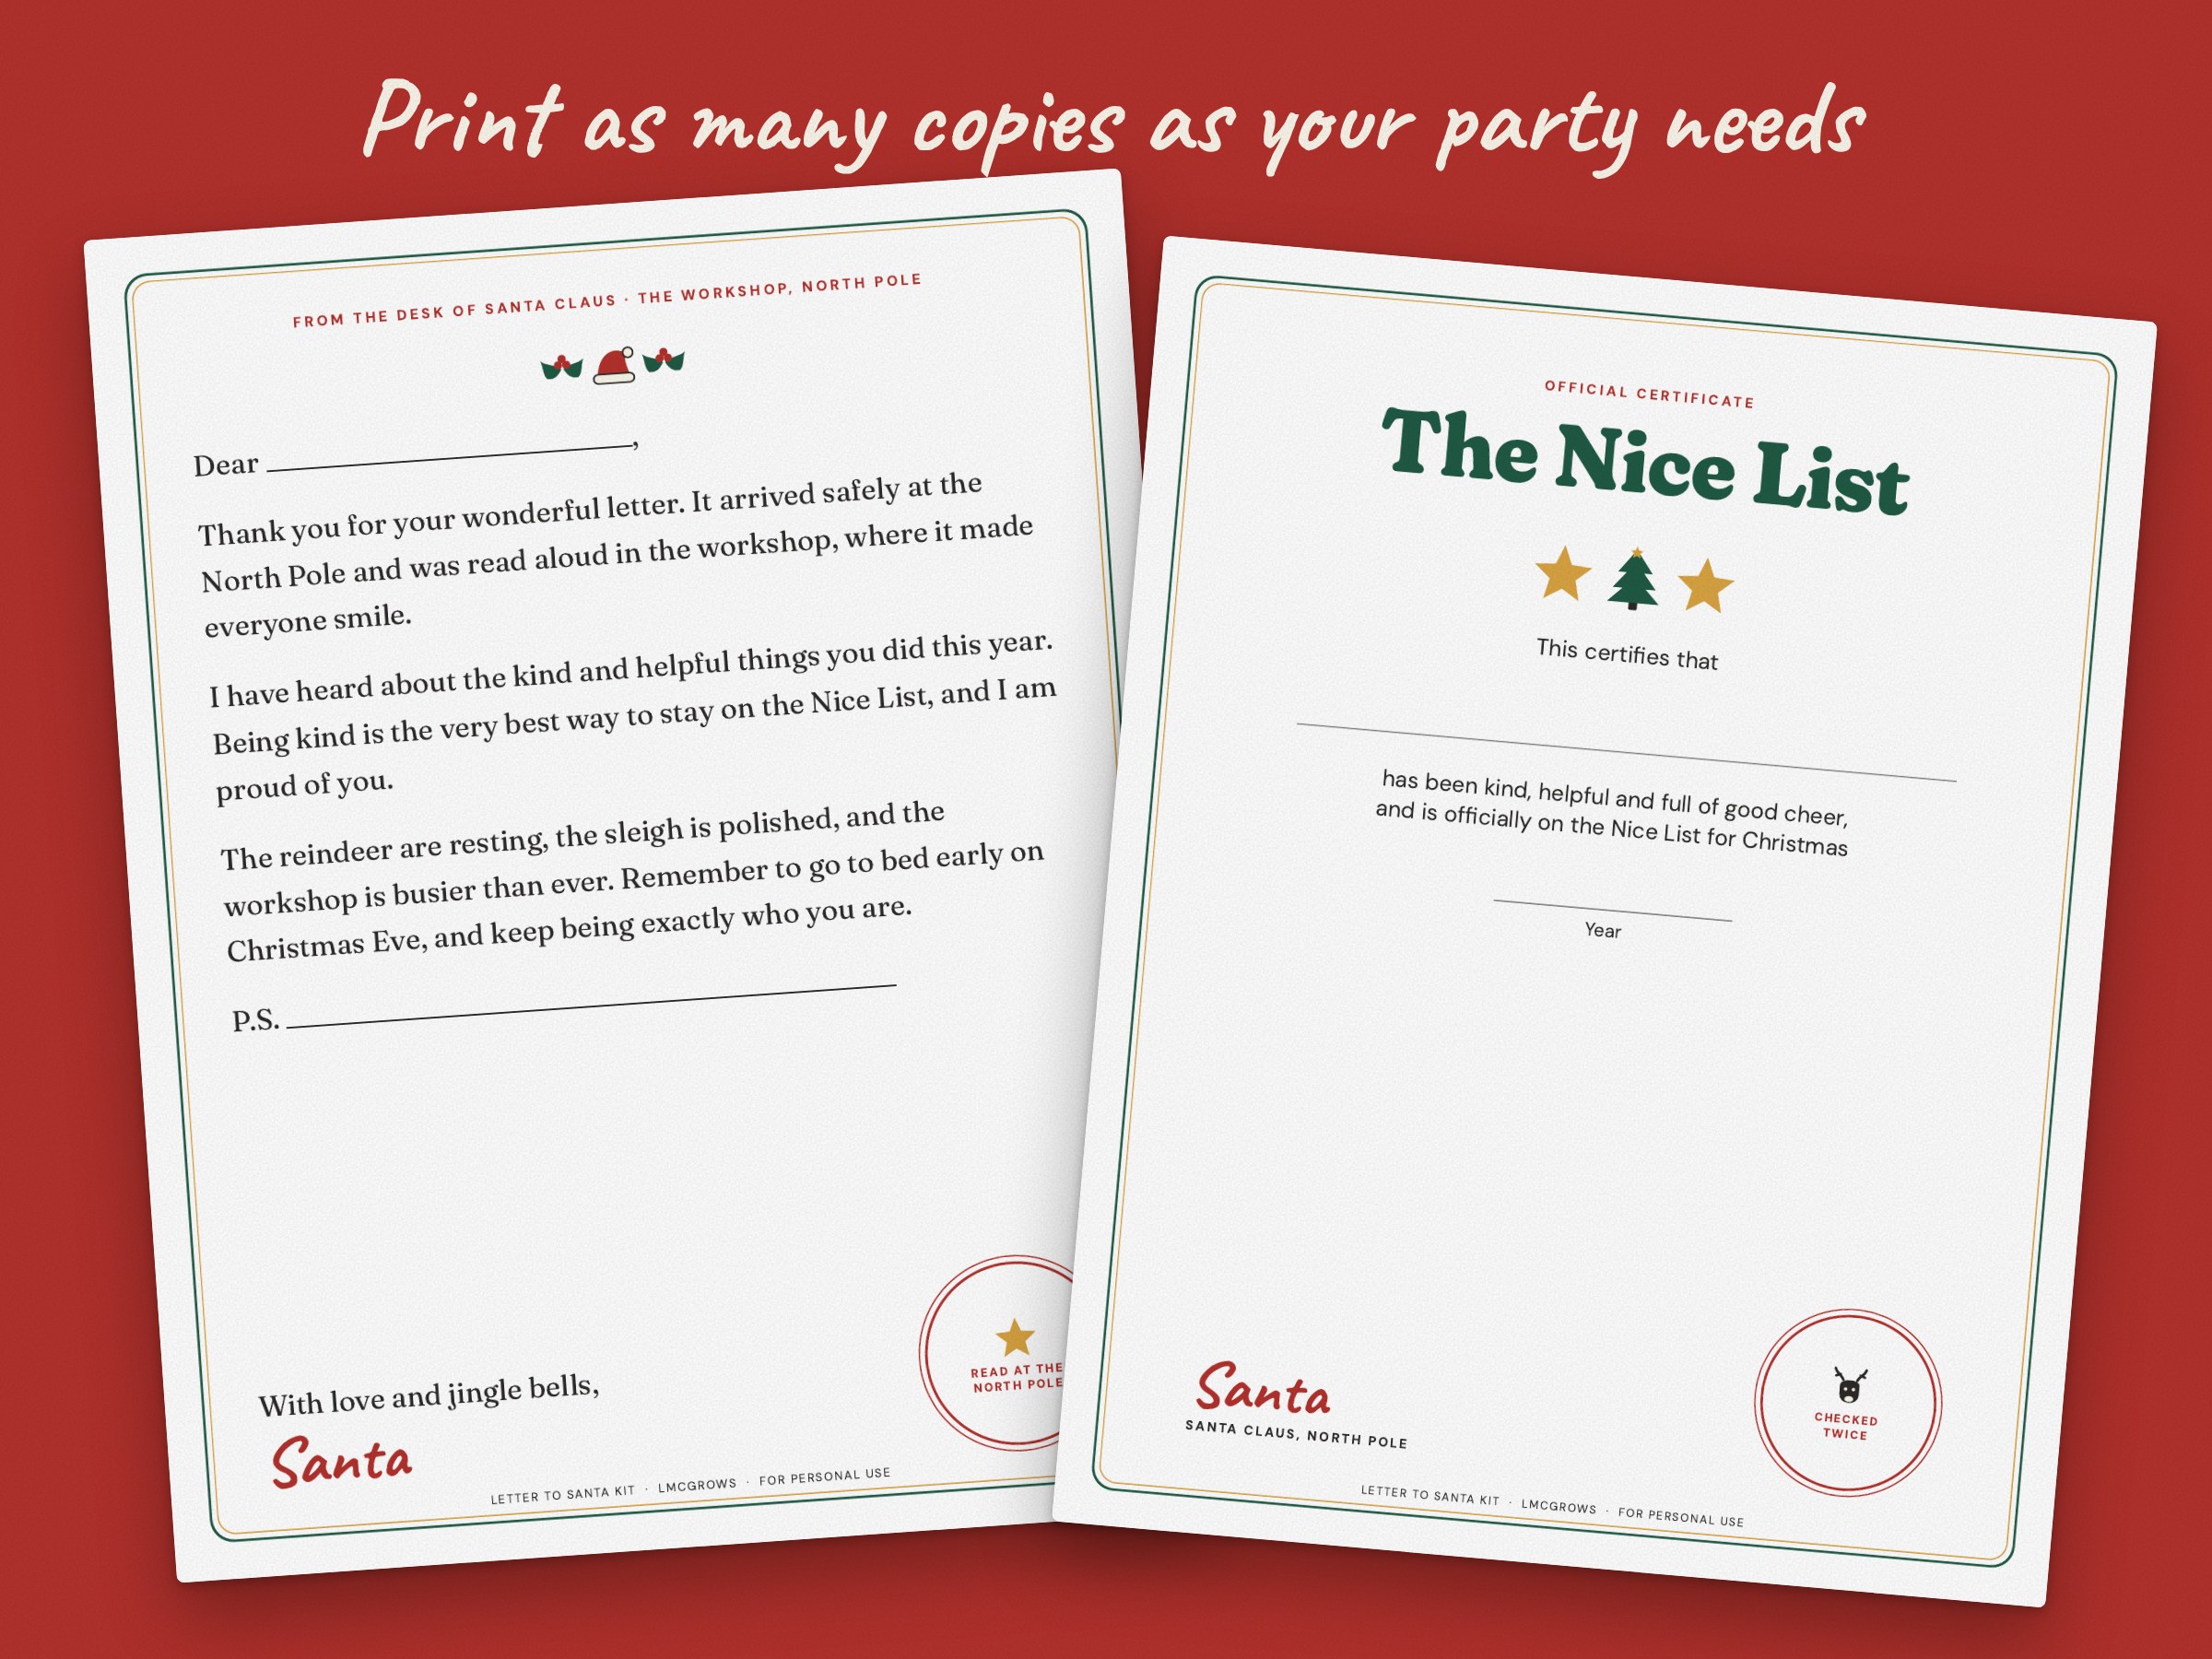 Print as many copies as your party needs
FROM THE DESK OF SANTA CLAUS · THE WORKSHOP, NORTH POLE
Dear ____________________,
Thank you for your wonderful letter. It arrived safely at the
North Pole and was read aloud in the workshop, where it made
everyone smile.
I have heard about the kind and helpful things you did this year.
Being kind is the very best way to stay on the Nice List, and I am
proud of you.
The reindeer are resting, the sleigh is polished, and the
workshop is busier than ever. Remember to go to bed early on
Christmas Eve, and keep being exactly who you are.
P.S. ____________________
With love and jingle bells,
Santa
READ AT THE
NORTH POLE
LETTER TO SANTA KIT · LMCGROWS · FOR PERSONAL USE
OFFICIAL CERTIFICATE
The Nice List
This certifies that
has been kind, helpful and full of good cheer,
and is officially on the Nice List for Christmas
Year
Santa
SANTA CLAUS, NORTH POLE
CHECKED
TWICE
LETTER TO SANTA KIT · LMCGROWS · FOR PERSONAL USE